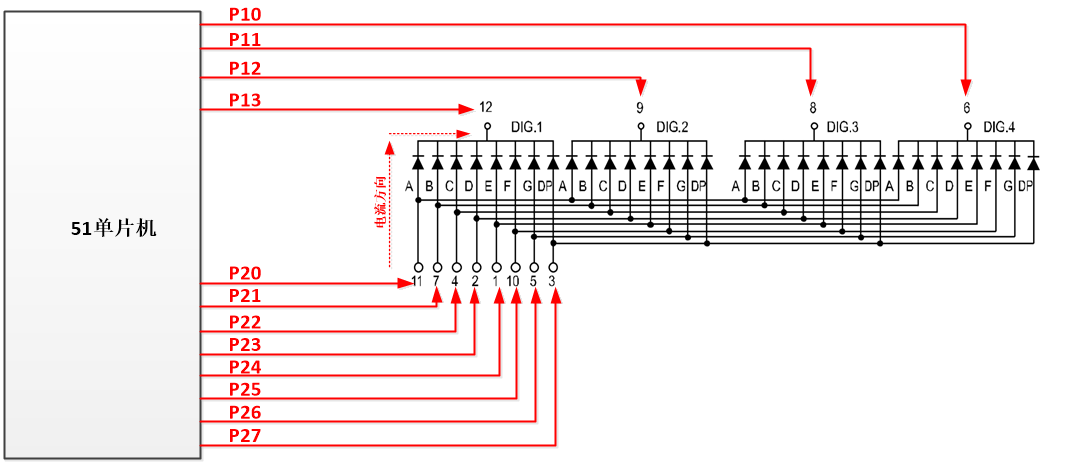 P10
P11
P12
P13
12 9 8 6
DIG.1 DIG.2 DIG.3 DIG.4
A B C D E F G DP A B C D E F G DP A B C D E F G DP A B C D E F G DP
电流方向
51单片机
11 7 4 2 1 10 5 3
P20
P21
P22
P23
P24
P25
P26
P27